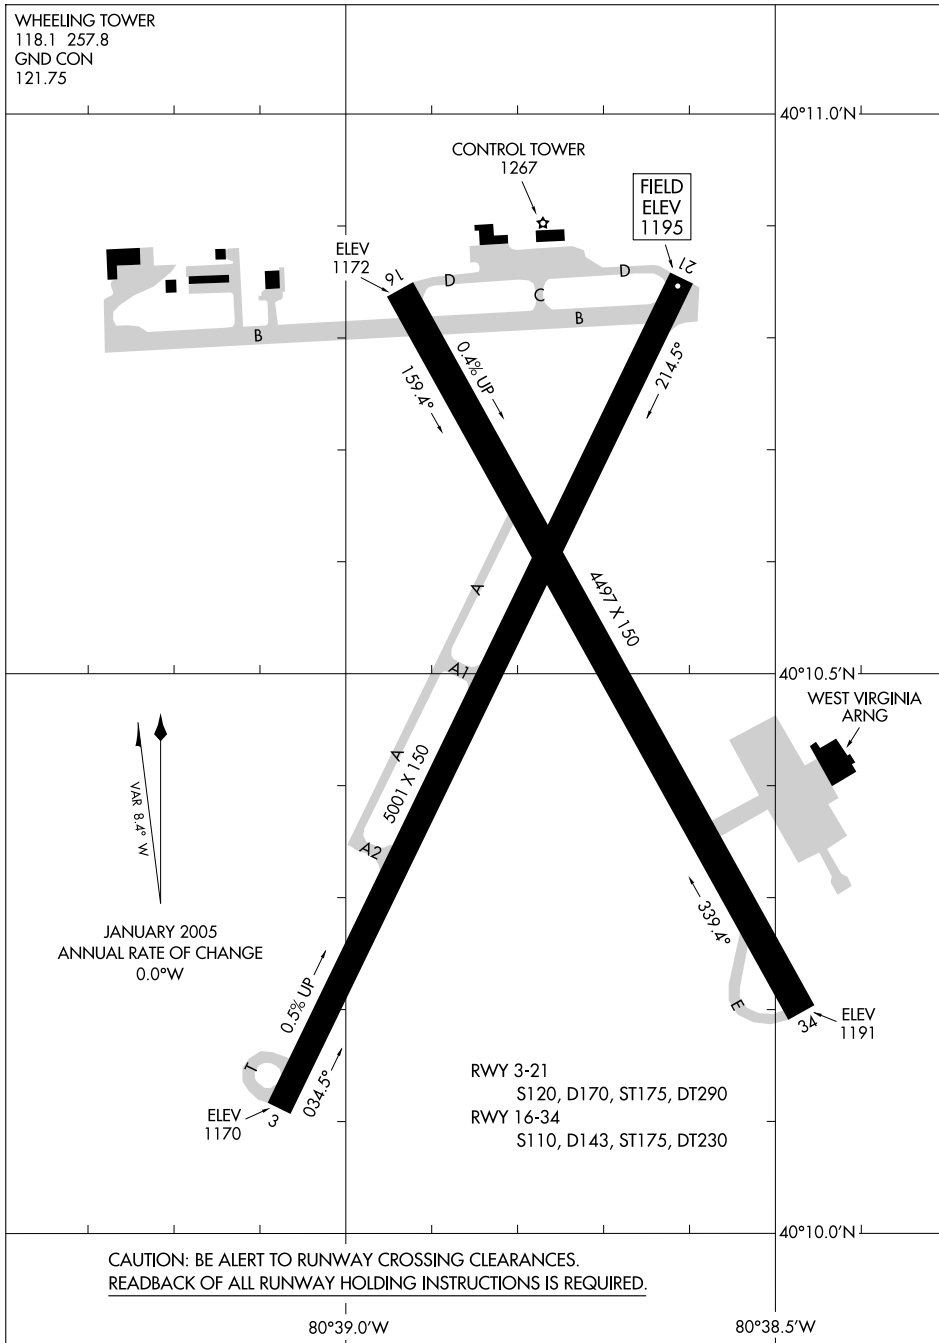 WHEELING TOWER
118.1 257.8
GND CON
121.75
40°11.0'N
CONTROL TOWER
1267
FIELD
ELEV
1195
ELEV
1172
16
21
D
D
C
B
B
0.4% UP
159.4°
214.5°
A
4497 X 150
A1
40°10.5'N
WEST VIRGINIA
ARNG
A
5001 X 150
VAR 8.4° W
A2
339.4°
JANUARY 2005
ANNUAL RATE OF CHANGE
0.0°W
0.5% UP
E
34
ELEV
1191
T
034.5°
RWY 3-21
S120, D170, ST175, DT290
RWY 16-34
S110, D143, ST175, DT230
ELEV
1170
3
40°10.0'N
CAUTION: BE ALERT TO RUNWAY CROSSING CLEARANCES.
READBACK OF ALL RUNWAY HOLDING INSTRUCTIONS IS REQUIRED.
80°39.0'W
80°38.5'W